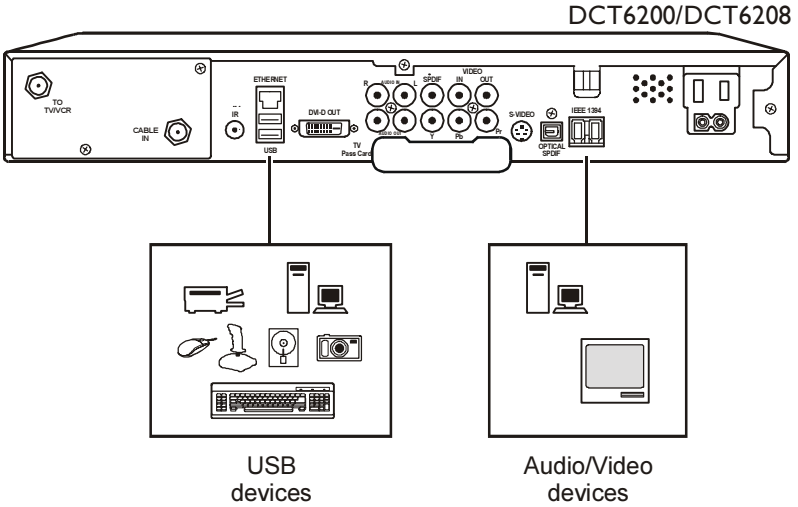 DCT6200/DCT6208
TO
TV/VCR
CABLE
IN
IR
ETHERNET
USB
DVI-D OUT
TV
Pass Card
R
AUDIO IN
L
SPDIF
VIDEO
IN
OUT
AUDIO OUT
Y
Pb
Pr
S-VIDEO
OPTICAL
SPDIF
IEEE 1394
USB
devices
Audio/Video
devices